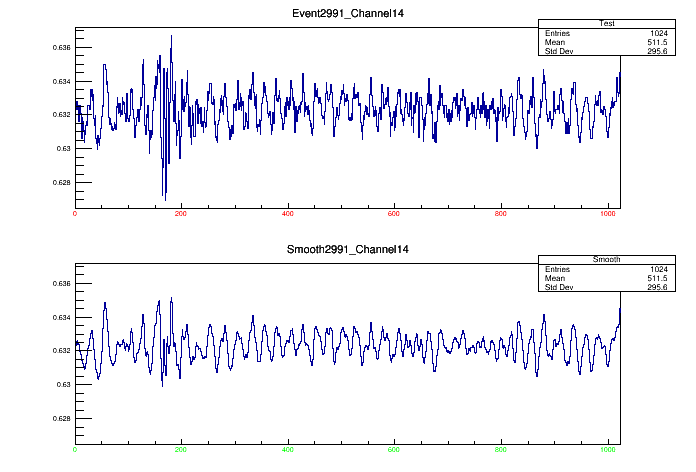 Event2991_Channel14
Test
Entries 1024
Mean 511.5
Std Dev 295.6
0.636
0.634
0.632
0.63
0.628
0 200 400 600 800 1000
Smooth2991_Channel14
Smooth
Entries 1024
Mean 511.5
Std Dev 295.6
0.636
0.634
0.632
0.63
0.628
0 200 400 600 800 1000